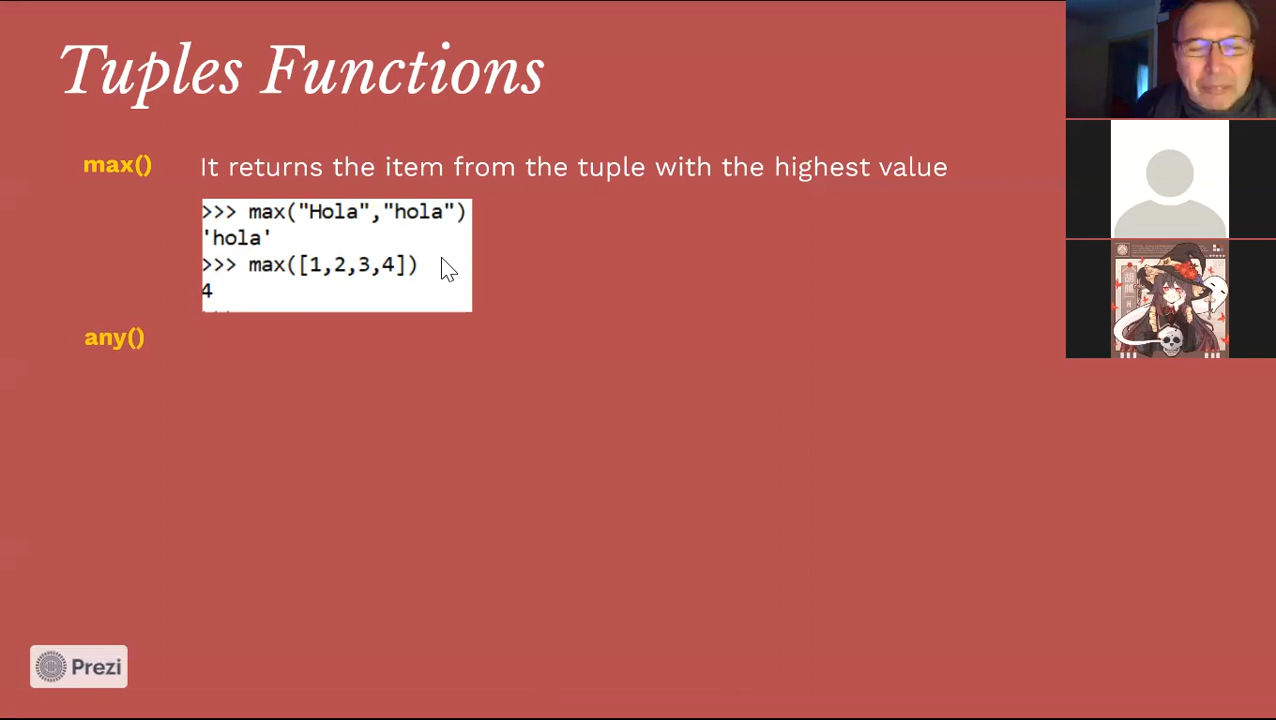 Tuples Functions
max() It returns the item from the tuple with the highest value
>>> max("Hola","hola")
'hola'
>>> max([1,2,3,4])
4
any()
Prezi